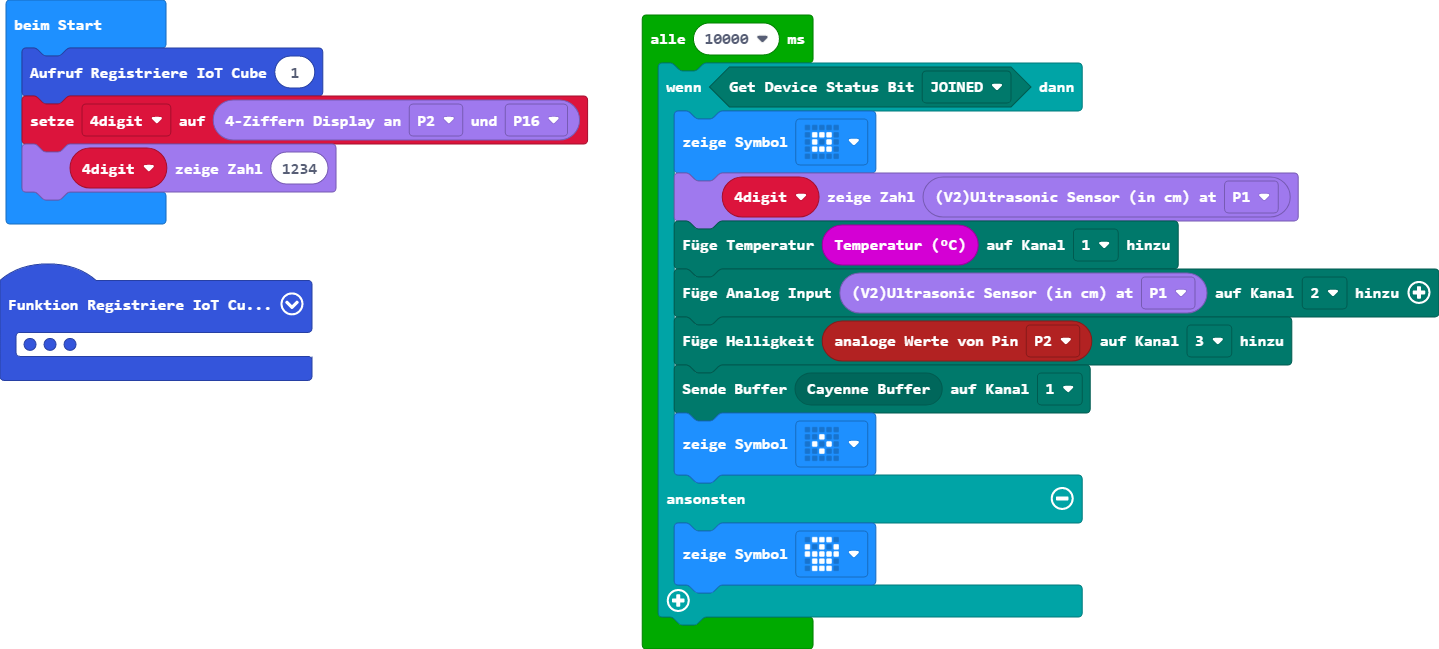 beim Start
Aufruf Registriere IoT Cube 1
setze 4digit auf 4-Ziffern Display an P2 und P16
4digit zeige Zahl 1234
Funktion Registriere IoT Cu...
alle 10000 ms
wenn Get Device Status Bit JOINED dann
zeige Symbol
4digit zeige Zahl (V2)Ultrasonic Sensor (in cm) at P1
Füge Temperatur Temperatur (ºC) auf Kanal 1 hinzu
Füge Analog Input (V2)Ultrasonic Sensor (in cm) at P1 auf Kanal 2 hinzu
Füge Helligkeit analoge Werte von Pin P2 auf Kanal 3 hinzu
Sende Buffer Cayenne Buffer auf Kanal 1
zeige Symbol
ansonsten
zeige Symbol